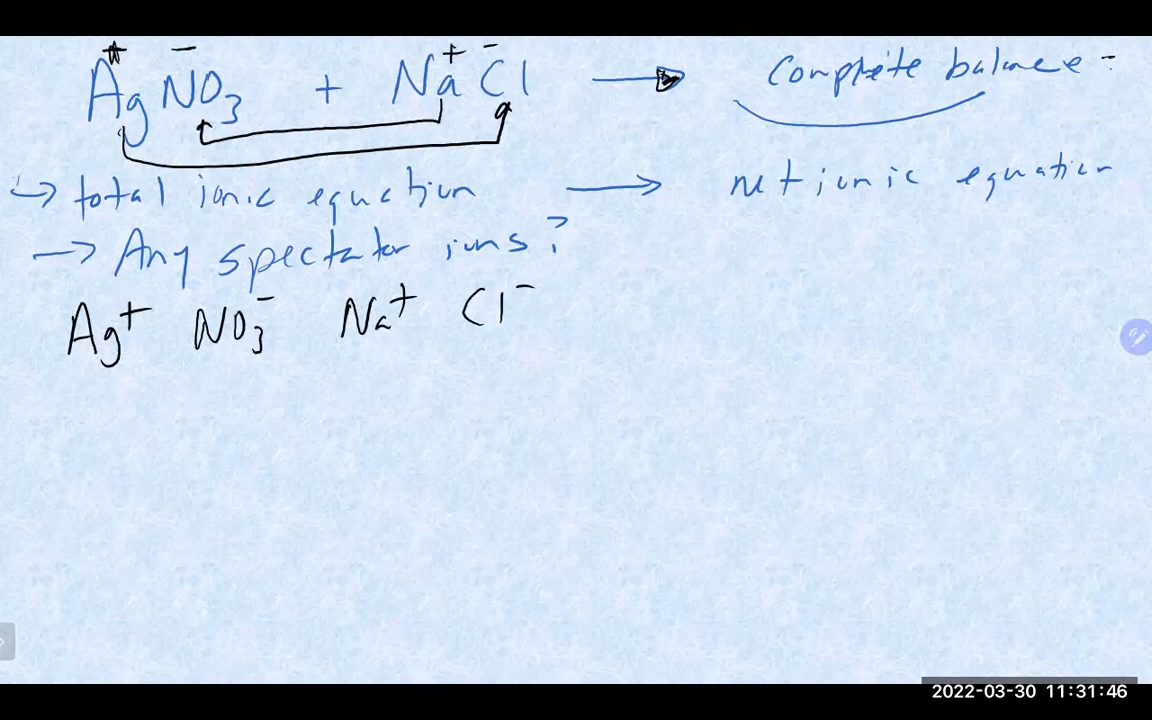 AgNO3 + NaCl → Complete balance -
+ - + -
↳ total ionic equation → net ionic equation
→ Any spectator ions?
Ag+ NO3- Na+ Cl-
2022-03-30 11:31:46